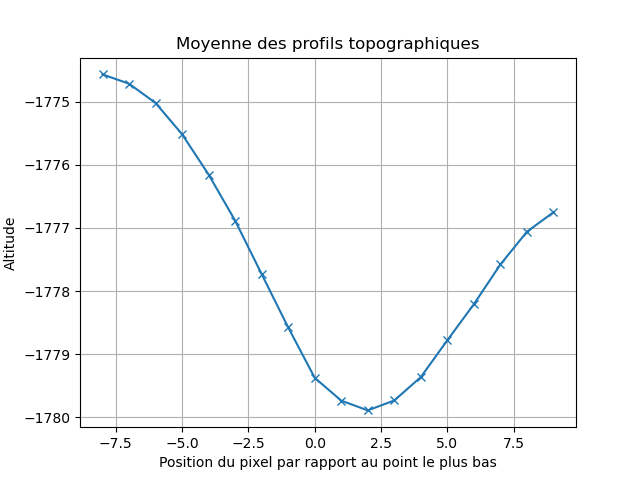 Moyenne des profils topographiques
Altitude
−1775
−1776
−1777
−1778
−1779
−1780
−7.5 −5.0 −2.5 0.0 2.5 5.0 7.5
Position du pixel par rapport au point le plus bas